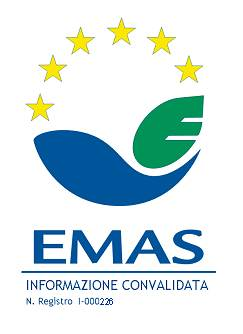 EMAS
INFORMAZIONE CONVALIDATA
N. Registro I-000226